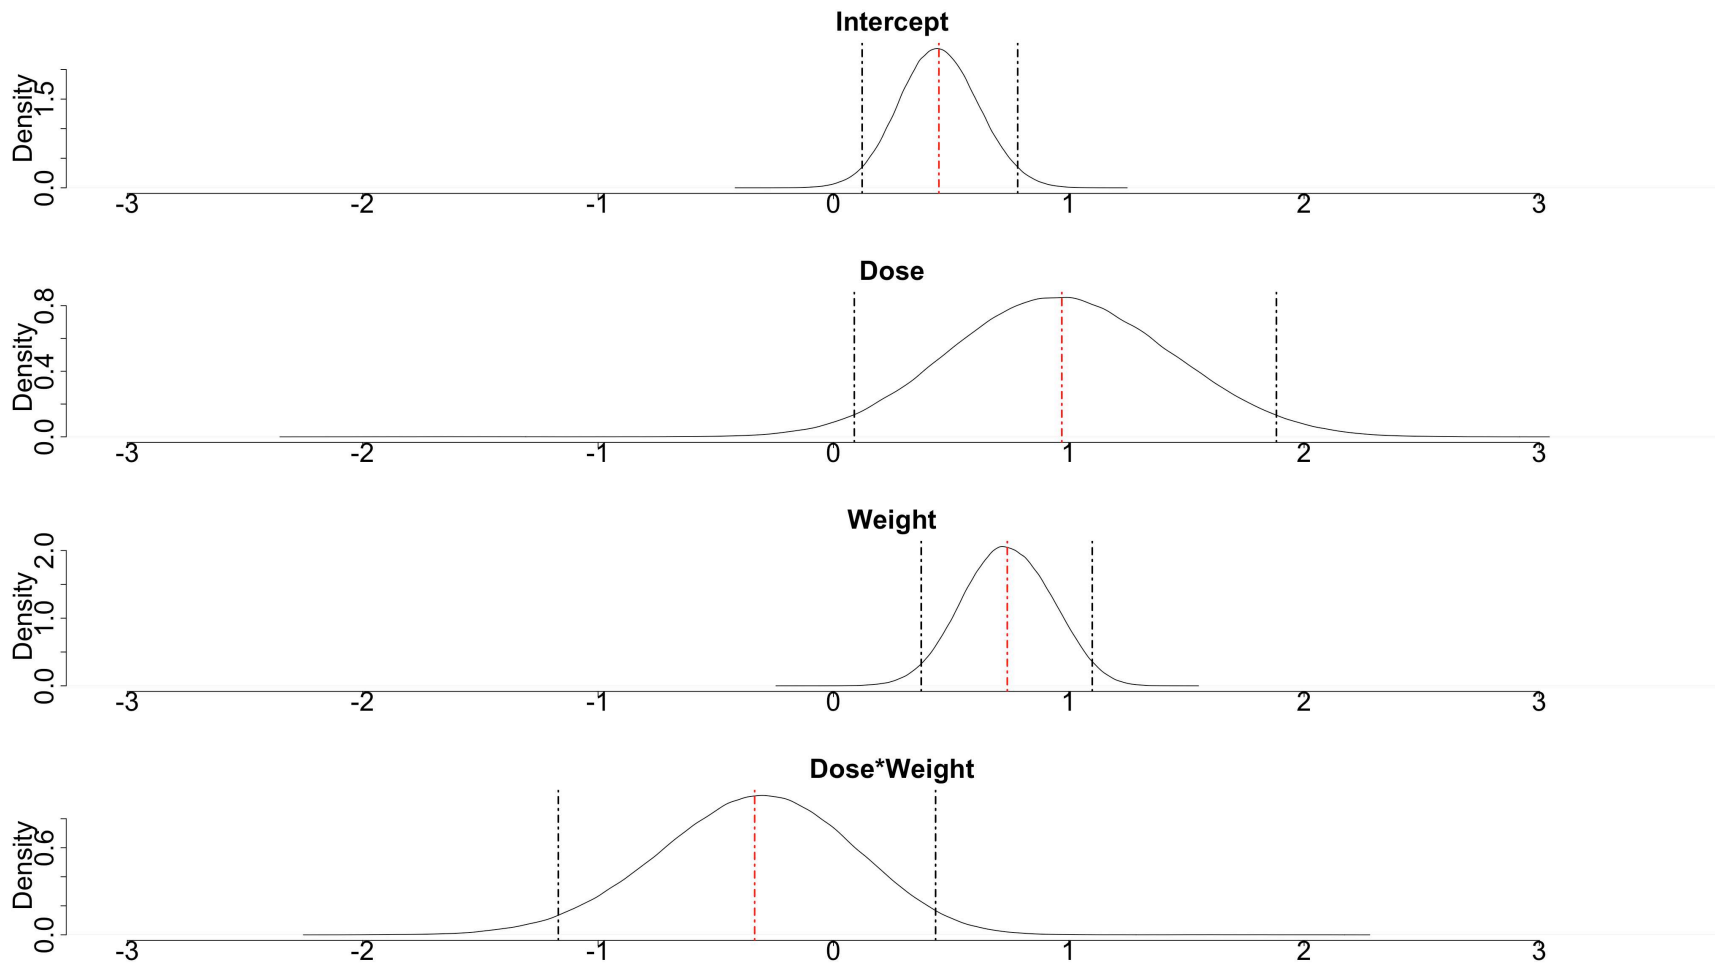 Intercept
Density
0.0 1.5
-3 -2 -1 0 1 2 3
Dose
Density
0.0 0.4 0.8
-3 -2 -1 0 1 2 3
Weight
Density
0.0 1.0 2.0
-3 -2 -1 0 1 2 3
Dose*Weight
Density
0.0 0.6
-3 -2 -1 0 1 2 3